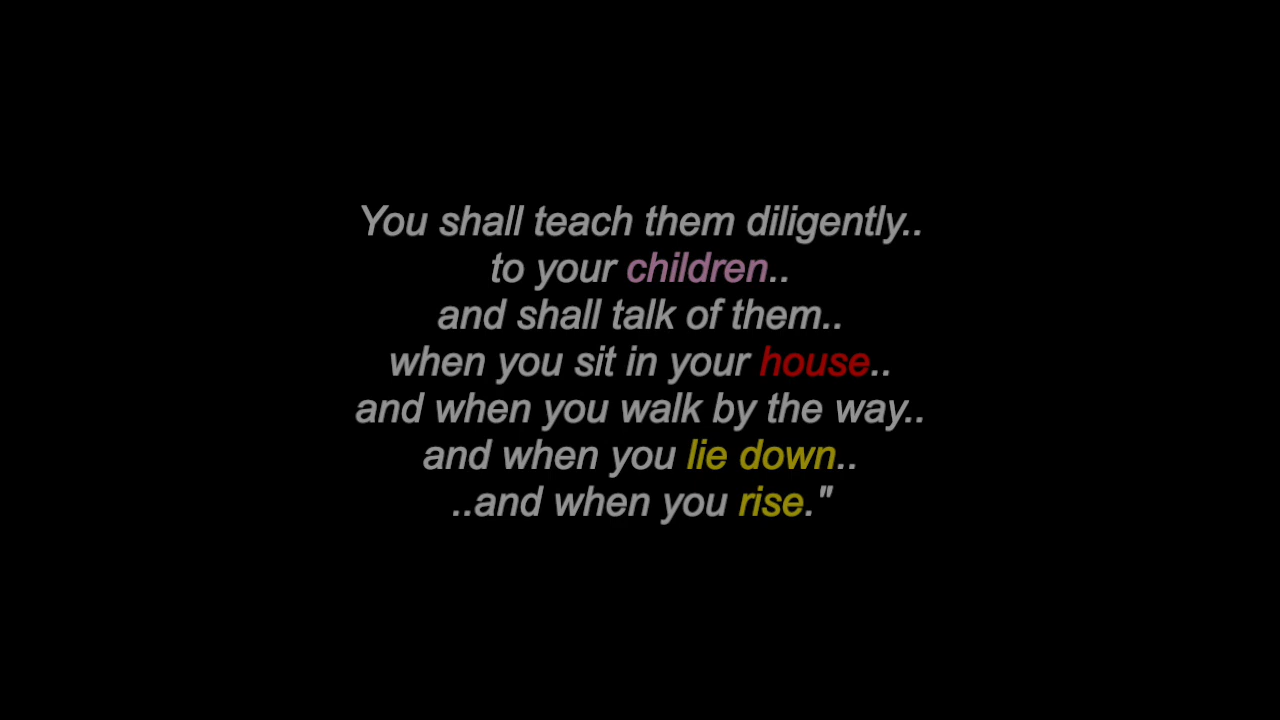 You shall teach them diligently..
to your children..
and shall talk of them..
when you sit in your house..
and when you walk by the way..
and when you lie down..
..and when you rise."